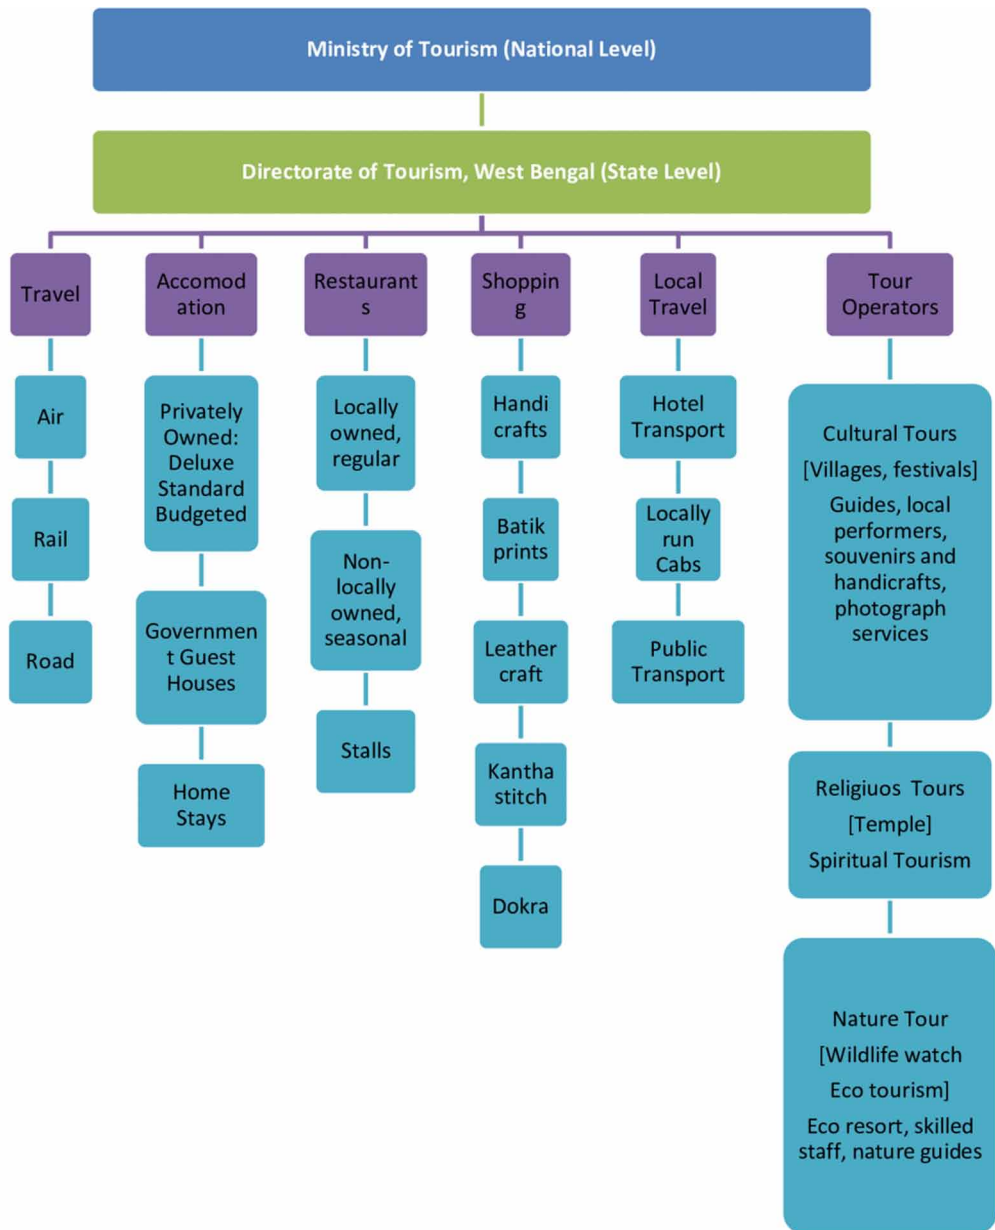 Ministry of Tourism (National Level)
Directorate of Tourism, West Bengal (State Level)
Travel
Air
Rail
Road
Accomod
ation
Privately
Owned:
Deluxe
Standard
Budgeted
Governmen
t Guest
Houses
Home
Stays
Restaurant
s
Locally
owned,
regular
Non-
locally
owned,
seasonal
Stalls
Shoppin
g
Handi
crafts
Batik
prints
Leather
craft
Kantha
stitch
Dokra
Local
Travel
Hotel
Transport
Locally
run
Cabs
Public
Transport
Tour
Operators
Cultural Tours
[Villages, festivals]
Guides, local
performers,
souvenirs and
handicrafts,
photograph
services
Religiuos Tours
[Temple]
Spiritual Tourism
Nature Tour
[Wildlife watch
Eco tourism]
Eco resort, skilled
staff, nature guides